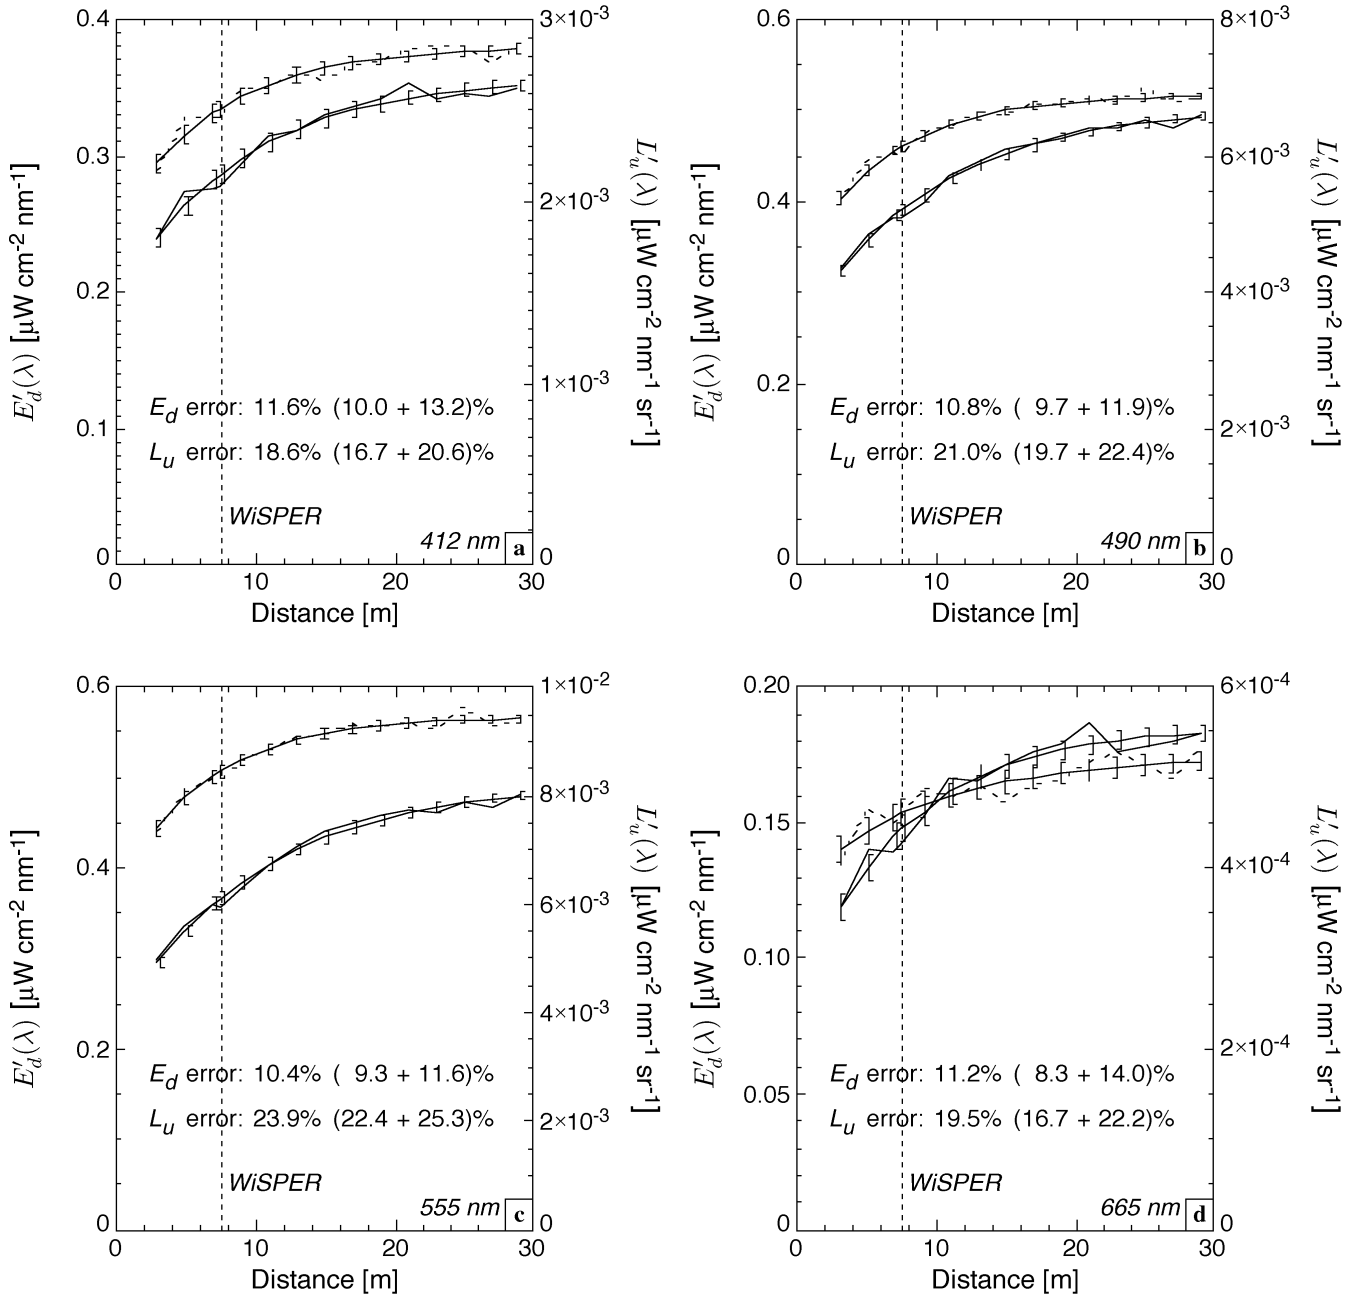 0.4
0.3
0.2
0.1
0
3×10-3
2×10-3
1×10-3
0
E′d(λ) [µW cm-2 nm-1]
L′u(λ) [µW cm-2 nm-1 sr-1]
Ed error: 11.6% (10.0 + 13.2)%
Lu error: 18.6% (16.7 + 20.6)%
WiSPER
412 nm a
0 10 20 30
Distance [m]
0.6
0.4
0.2
0
8×10-3
6×10-3
4×10-3
2×10-3
0
E′d(λ) [µW cm-2 nm-1]
L′u(λ) [µW cm-2 nm-1 sr-1]
Ed error: 10.8% ( 9.7 + 11.9)%
Lu error: 21.0% (19.7 + 22.4)%
WiSPER
490 nm b
0 10 20 30
Distance [m]
0.6
0.4
0.2
0
1×10-2
8×10-3
6×10-3
4×10-3
2×10-3
0
E′d(λ) [µW cm-2 nm-1]
L′u(λ) [µW cm-2 nm-1 sr-1]
Ed error: 10.4% ( 9.3 + 11.6)%
Lu error: 23.9% (22.4 + 25.3)%
WiSPER
555 nm c
0 10 20 30
Distance [m]
0.20
0.15
0.10
0.05
0
6×10-4
4×10-4
2×10-4
0
E′d(λ) [µW cm-2 nm-1]
L′u(λ) [µW cm-2 nm-1 sr-1]
Ed error: 11.2% ( 8.3 + 14.0)%
Lu error: 19.5% (16.7 + 22.2)%
WiSPER
665 nm d
0 10 20 30
Distance [m]